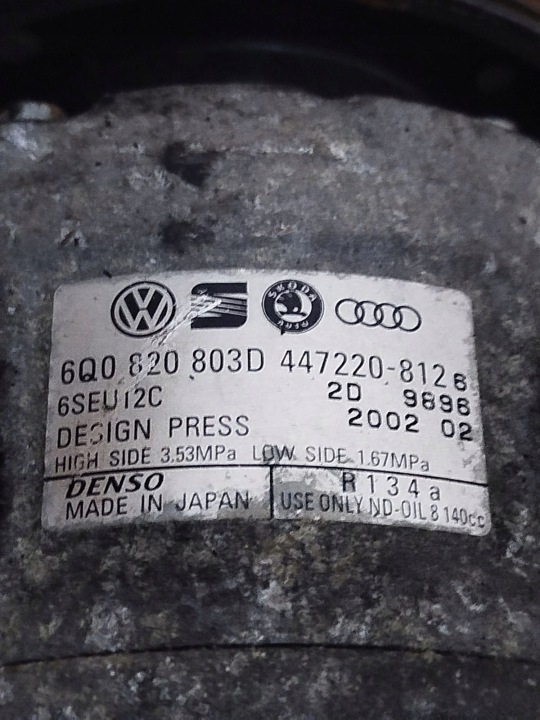 SKODA
6Q0 820 803D 447220-8126
6SEU12C 2D 9896
DESIGN PRESS 2002 02
HIGH SIDE 3.53MPa LOW SIDE 1.67MPa
DENSO R134a
MADE IN JAPAN USE ONLY ND-OIL 8 140cc